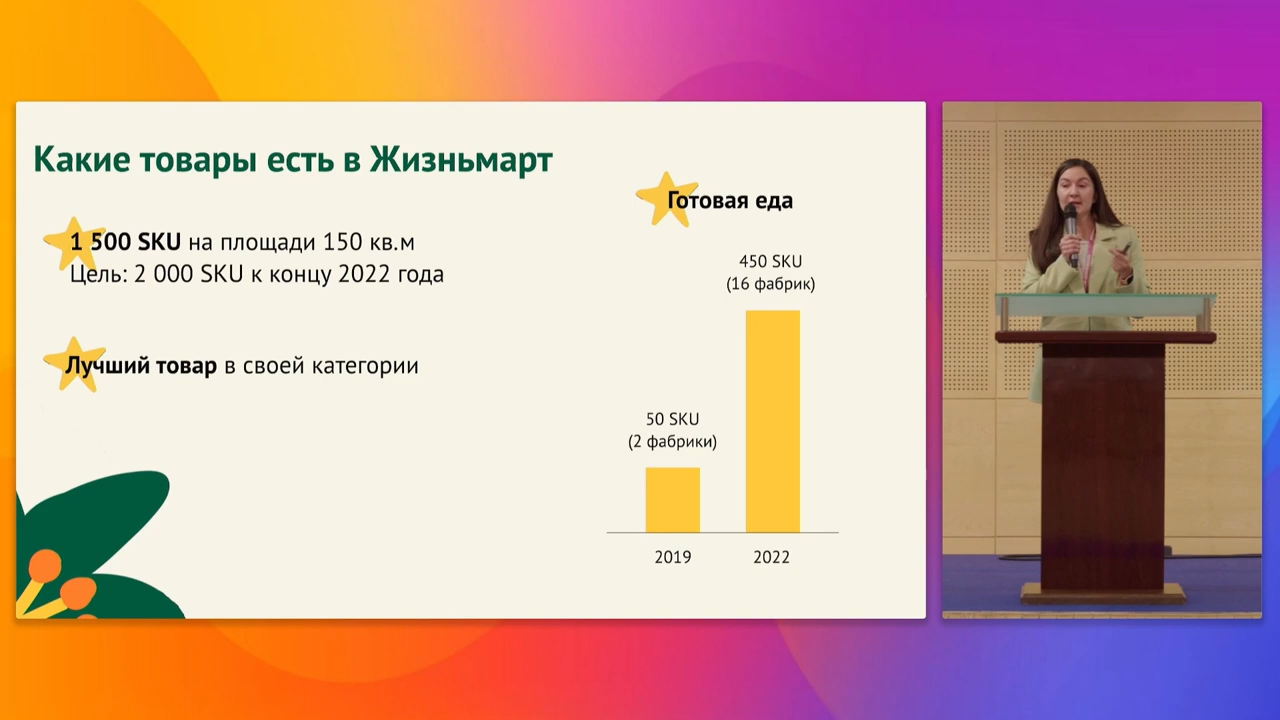 Какие товары есть в Жизньмарт
1 500 SKU на площади 150 кв.м
Цель: 2 000 SKU к концу 2022 года
Лучший товар в своей категории
Готовая еда
450 SKU
(16 фабрик)
50 SKU
(2 фабрики)
2019
2022